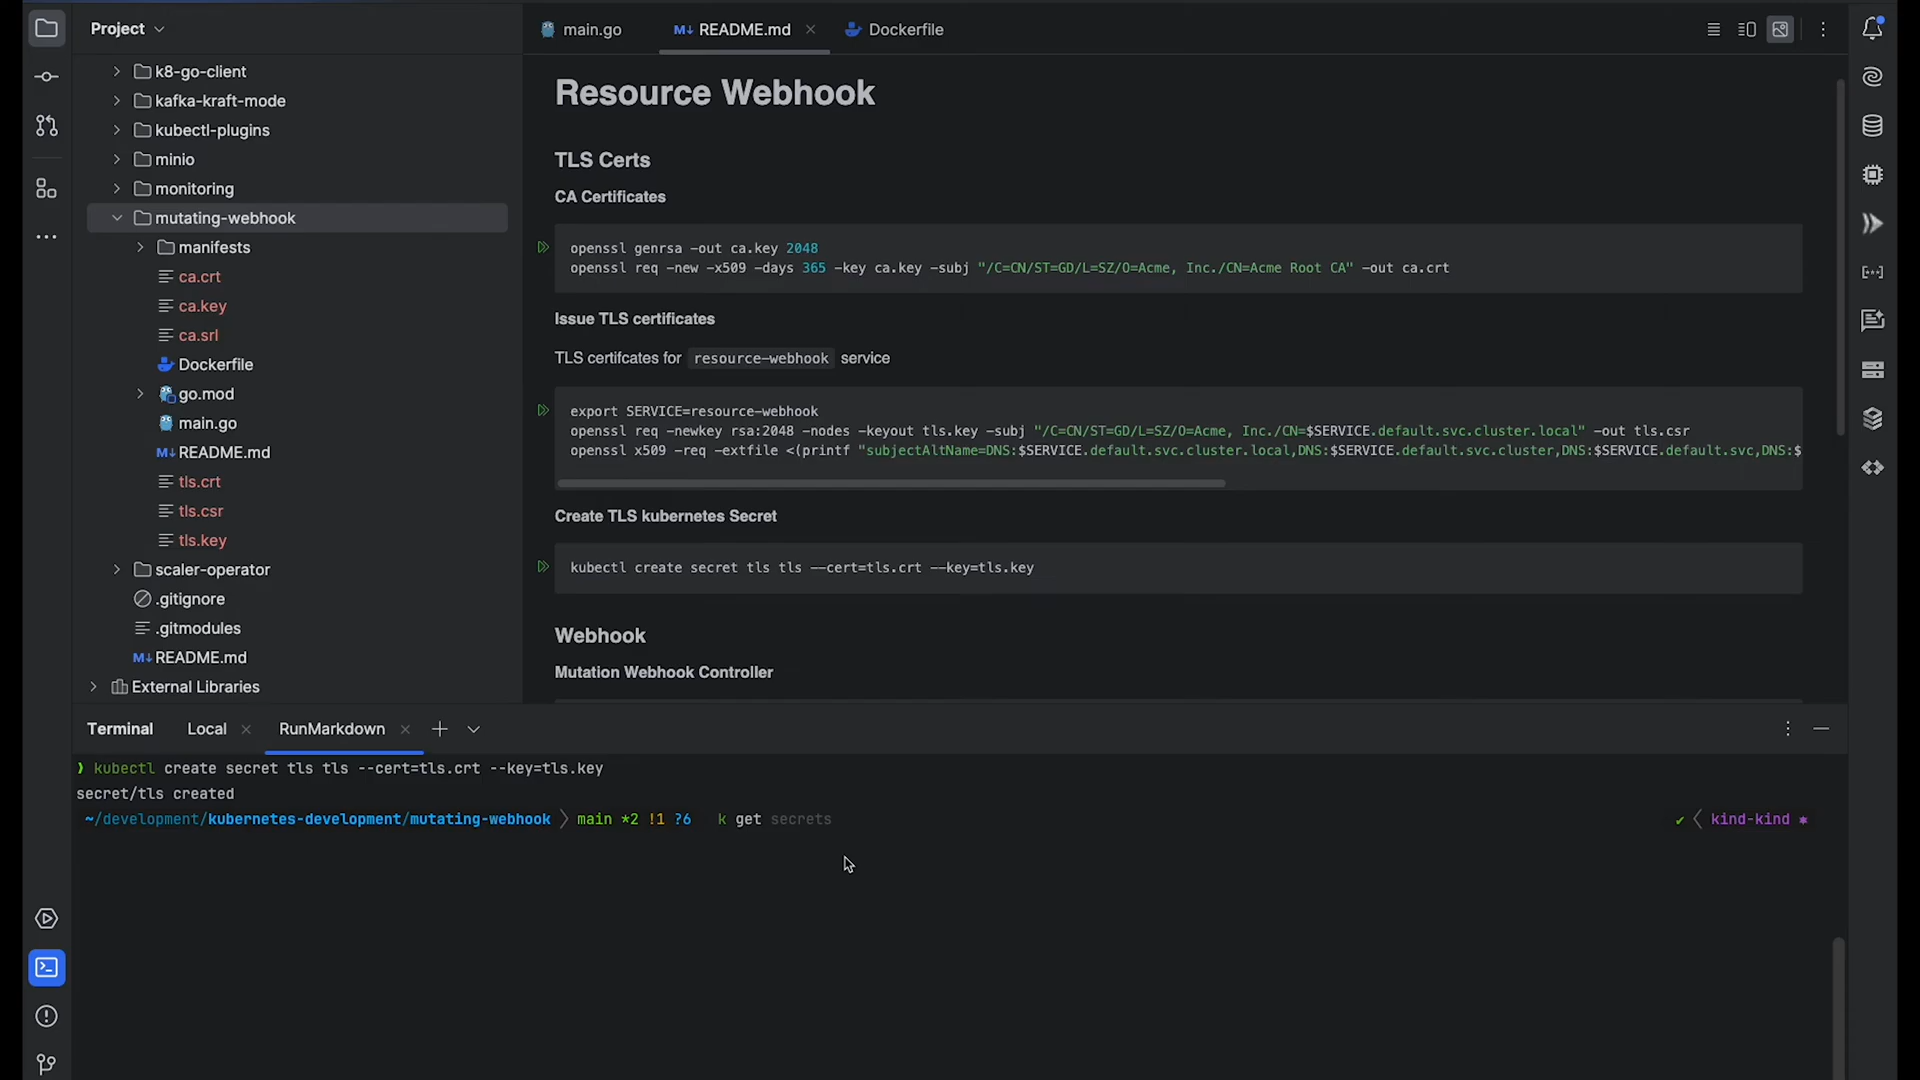 Project
k8-go-client
kafka-kraft-mode
kubectl-plugins
minio
monitoring
mutating-webhook
manifests
ca.crt
ca.key
ca.srl
Dockerfile
go.mod
main.go
README.md
tls.crt
tls.csr
tls.key
scaler-operator
.gitignore
.gitmodules
README.md
External Libraries
main.go
README.md
Dockerfile
Resource Webhook
TLS Certs
CA Certificates
openssl genrsa -out ca.key 2048
openssl req -new -x509 -days 365 -key ca.key -subj "/C=CN/ST=GD/L=SZ/O=Acme, Inc./CN=Acme Root CA" -out ca.crt
Issue TLS certificates
TLS certifcates for resource-webhook service
export SERVICE=resource-webhook
openssl req -newkey rsa:2048 -nodes -keyout tls.key -subj "/C=CN/ST=GD/L=SZ/O=Acme, Inc./CN=$SERVICE.default.svc.cluster.local" -out tls.csr
openssl x509 -req -extfile <(printf "subjectAltName=DNS:$SERVICE.default.svc.cluster.local,DNS:$SERVICE.default.svc.cluster,DNS:$SERVICE.default.svc,DNS:$
Create TLS kubernetes Secret
kubectl create secret tls tls --cert=tls.crt --key=tls.key
Webhook
Mutation Webhook Controller
Terminal
Local
RunMarkdown
❯ kubectl create secret tls tls --cert=tls.crt --key=tls.key
secret/tls created
~/development/kubernetes-development/mutating-webhook main *2 !1 ?6 k get secrets ✔ kind-kind